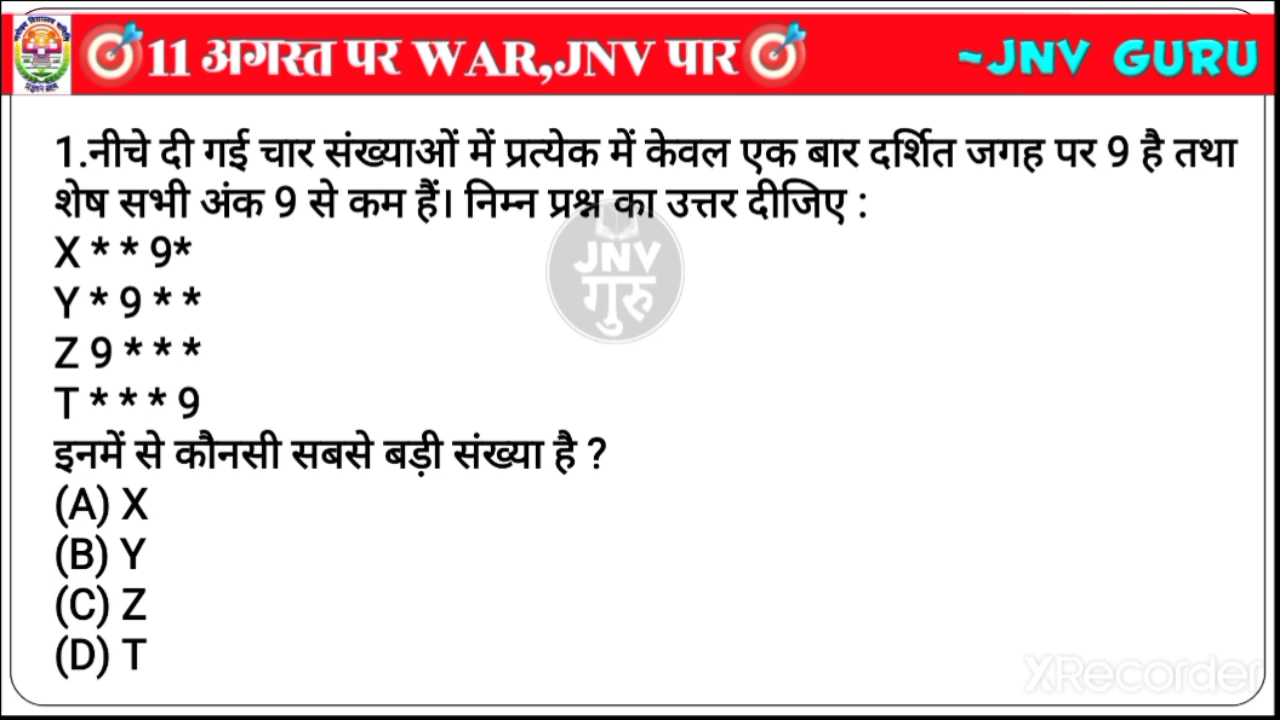 11 अगस्त पर WAR,JNV पार
~JNV GURU
1.नीचे दी गई चार संख्याओं में प्रत्येक में केवल एक बार दर्शित जगह पर 9 है तथा
शेष सभी अंक 9 से कम हैं। निम्न प्रश्न का उत्तर दीजिए :
X * * 9*
Y * 9 * *
Z 9 * * *
T * * * 9
इनमें से कौनसी सबसे बड़ी संख्या है ?
(A) X
(B) Y
(C) Z
(D) T
JNV
गुरु
XRecorder